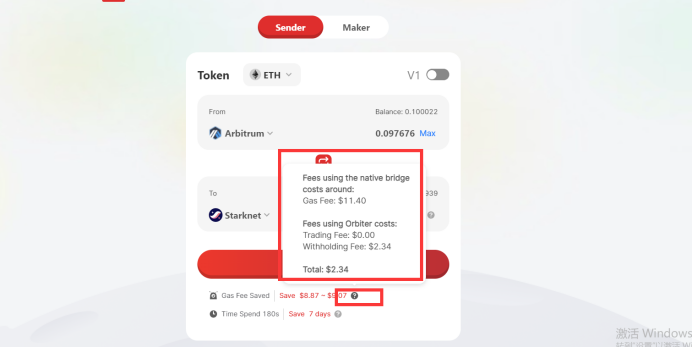 Sender
Maker
Token
ETH
V1
From
Balance: 0.100022
Arbitrum
0.097676 Max
Fees using the native bridge
costs around:
Gas Fee: $11.40
Fees using Orbiter costs:
Trading Fee: $0.00
Withholding Fee: $2.34
Total: $2.34
To
939
Starknet
Gas Fee Saved
Save $8.87 ~ $9.07
Time Spend 180s
Save 7 days
激活 Windows